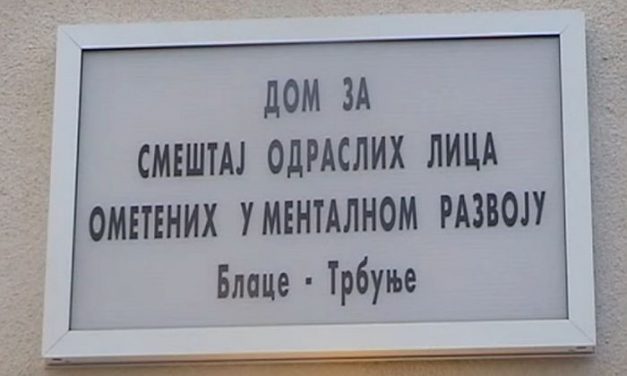 ДОМ ЗА
СМЕШТАЈ ОДРАСЛИХ ЛИЦА
ОМЕТЕНИХ У МЕНТАЛНОМ РАЗВОЈУ
Блаце - Трбуње